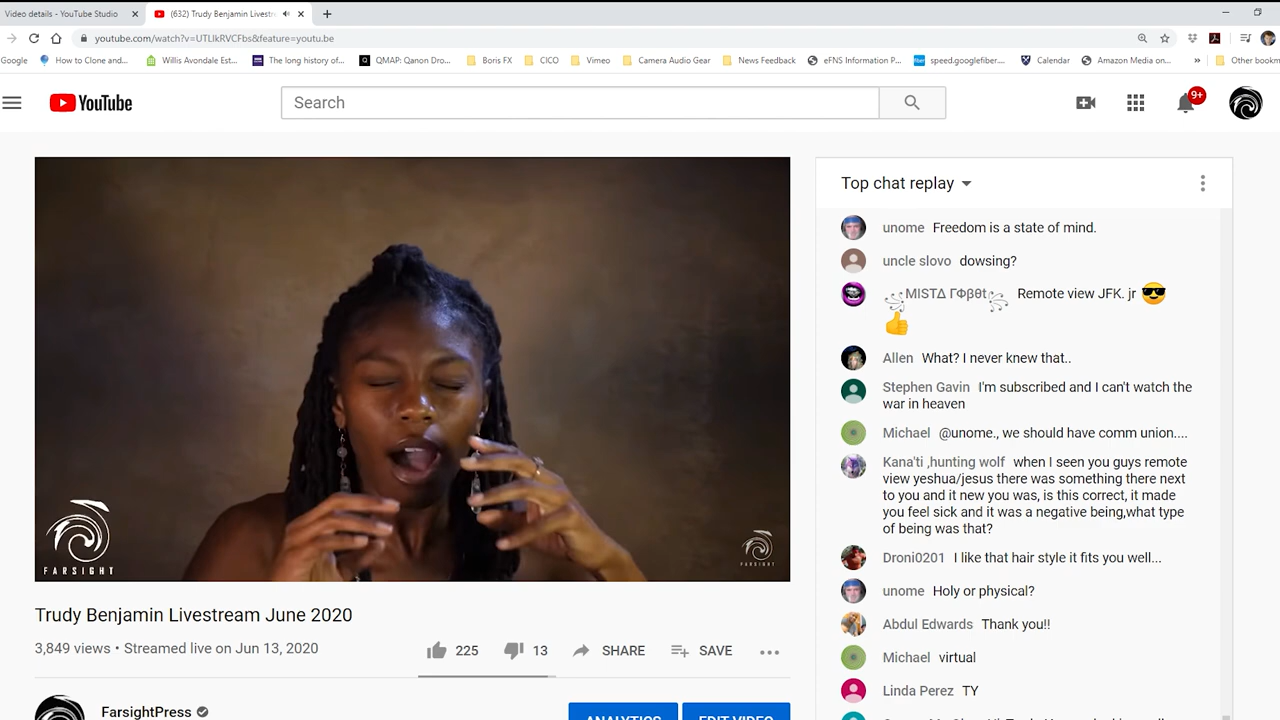 Video details - YouTube Studio
(632) Trudy Benjamin Livestre
youtube.com/watch?v=UTLlkRVCFbs&feature=youtu.be
Google
How to Clone and...
Willis Avondale Est...
The long history of...
QMAP: Qanon Dro...
Boris FX
CICO
Vimeo
Camera Audio Gear
News Feedback
eFNS Information P...
speed.googlefiber...
Calendar
Amazon Media on...
»
Other bookm
YouTube
Search
9+
FARSIGHT
FARSIGHT
Trudy Benjamin Livestream June 2020
3,849 views • Streamed live on Jun 13, 2020
225
13
SHARE
SAVE
FarsightPress
ANALYTICS
EDIT VIDEO
Top chat replay
unome Freedom is a state of mind.
uncle slovo dowsing?
MISTΔ ΓΦβθt Remote view JFK. jr 😎
👍
Allen What? I never knew that..
Stephen Gavin I'm subscribed and I can't watch the
war in heaven
Michael @unome., we should have comm union....
Kana'ti ,hunting wolf when I seen you guys remote
view yeshua/jesus there was something there next
to you and it new you was, is this correct, it made
you feel sick and it was a negative being,what type
of being was that?
Droni0201 I like that hair style it fits you well...
unome Holy or physical?
Abdul Edwards Thank you!!
Michael virtual
Linda Perez TY